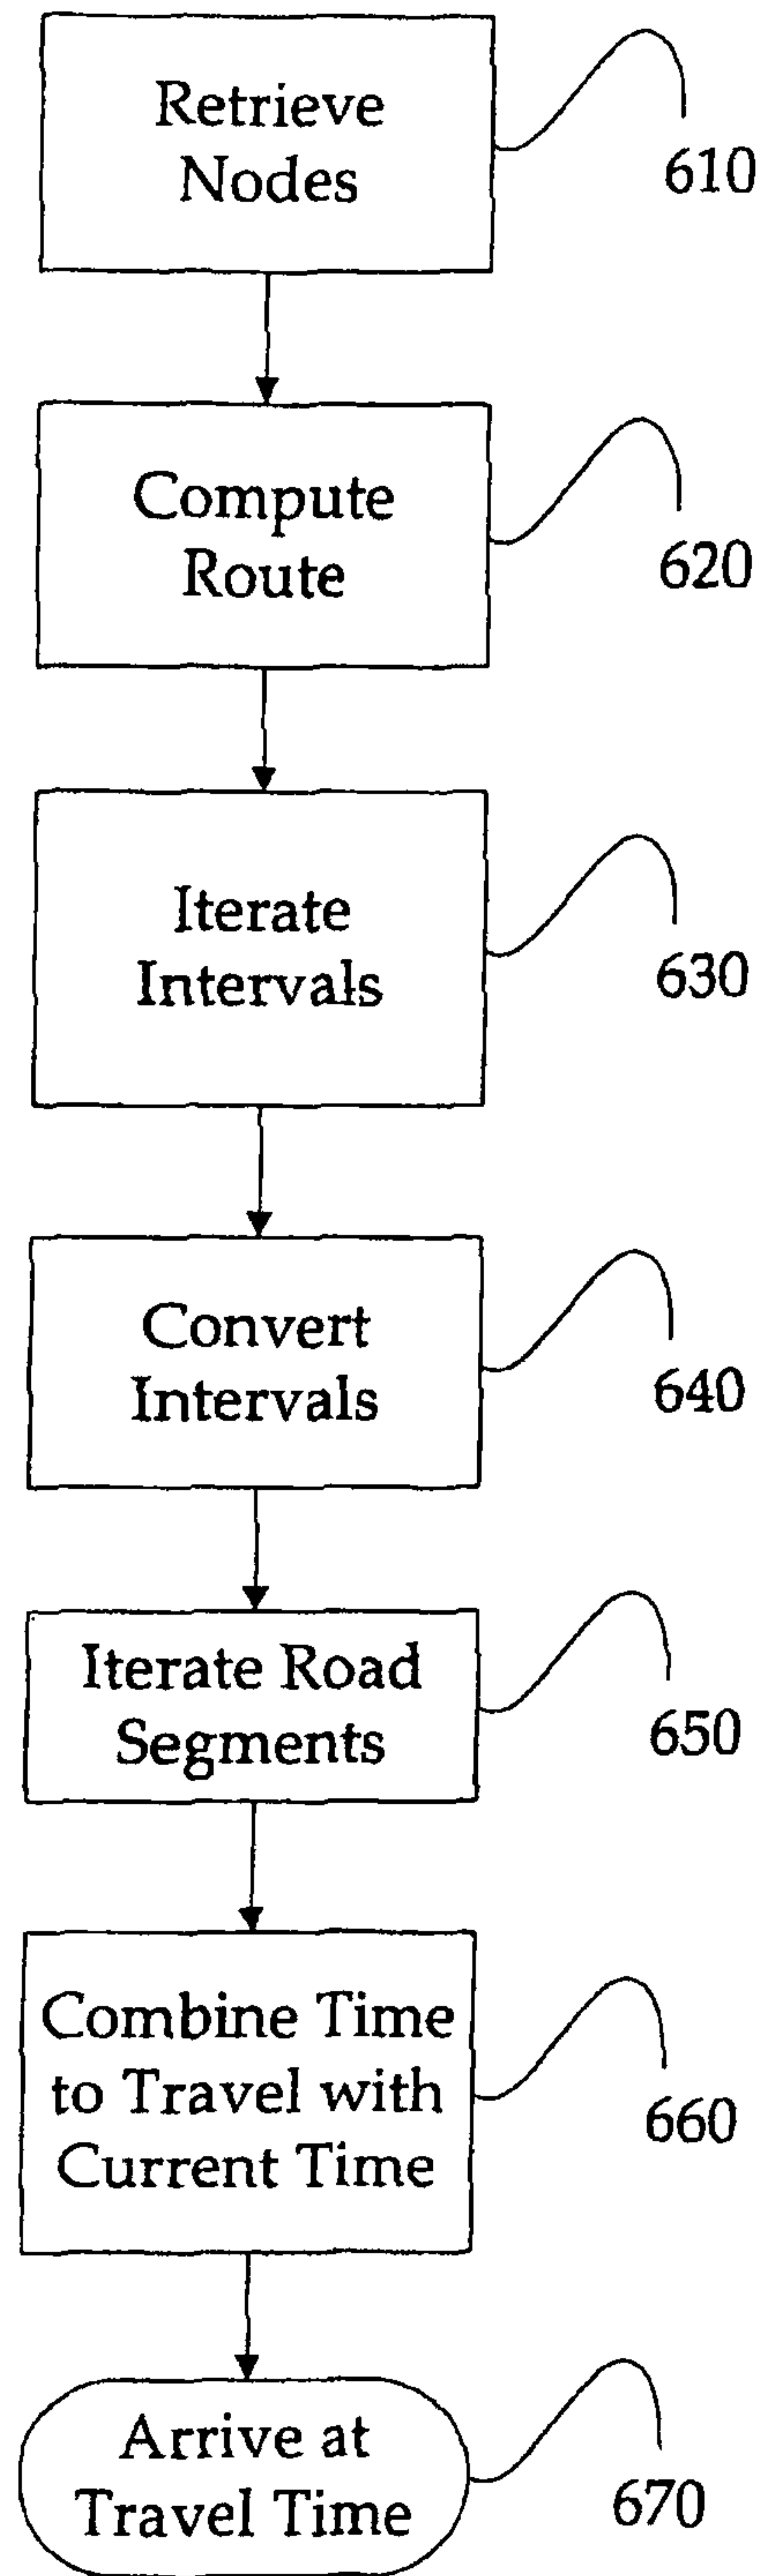 Retrieve
Nodes
610
Compute
Route
620
Iterate
Intervals
630
Convert
Intervals
640
Iterate Road
Segments
650
Combine Time
to Travel with
Current Time
660
Arrive at
Travel Time
670